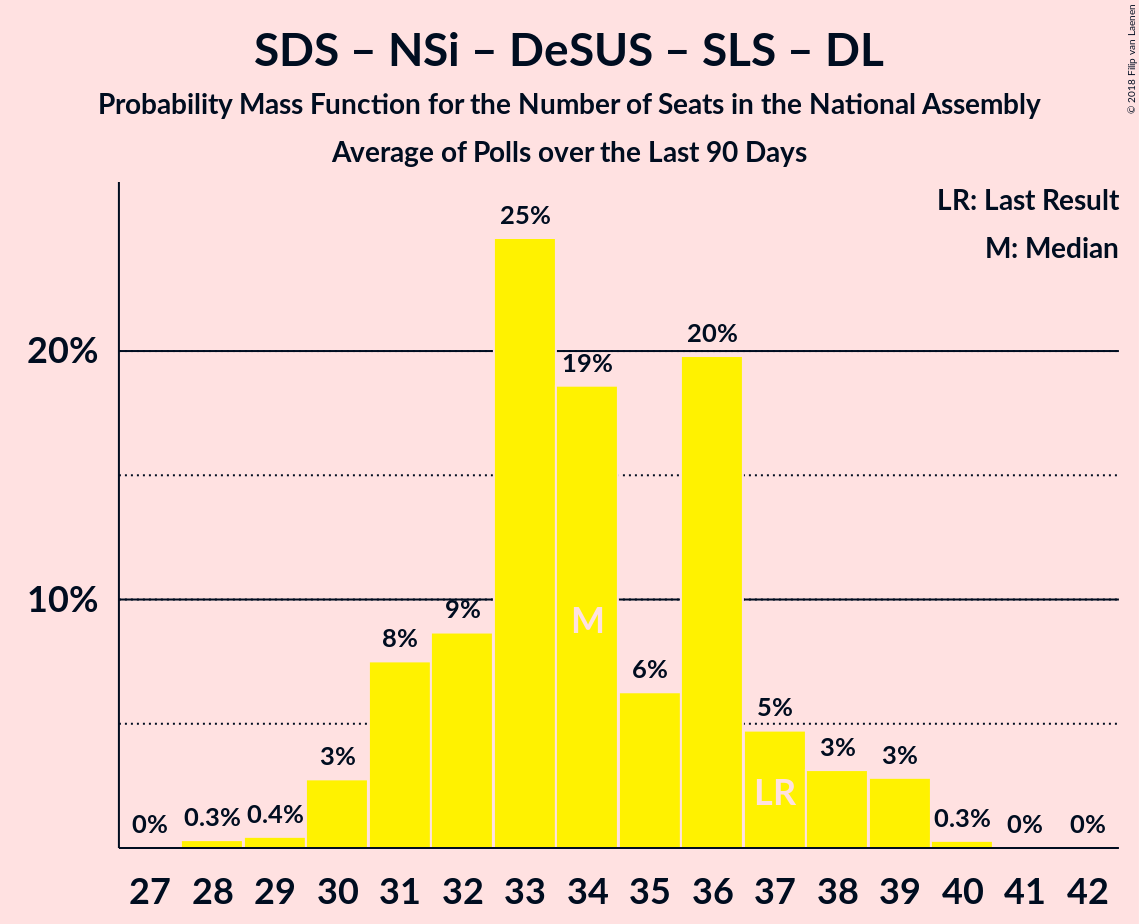 SDS – NSi – DeSUS – SLS – DL
Probability Mass Function for the Number of Seats in the National Assembly
Average of Polls over the Last 90 Days
© 2018 Filip van Laenen
LR: Last Result
M: Median
25%
20%
20%
19%
10%
9%
8%
M
6%
5%
3%
3%
3%
LR
0%
0.3%
0.4%
0.3%
0%
0%
27 28 29 30 31 32 33 34 35 36 37 38 39 40 41 42